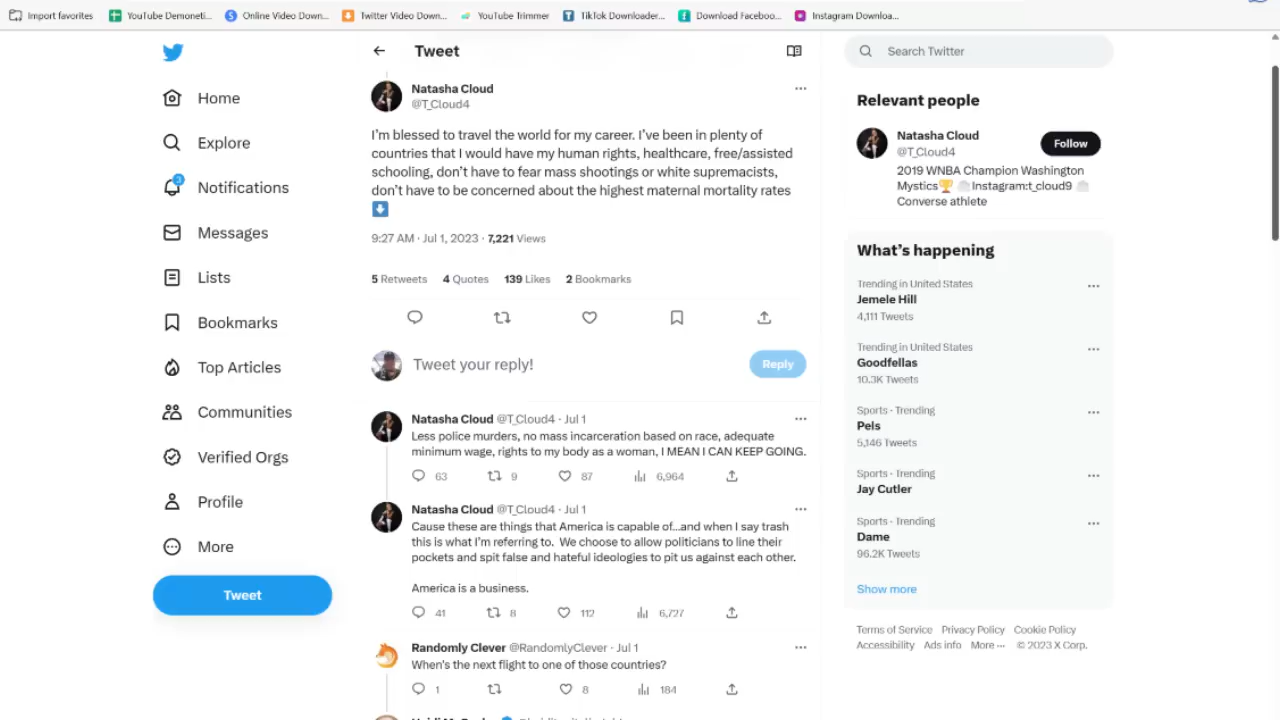 Import favorites
YouTube Demoneti...
Online Video Down...
Twitter Video Down...
YouTube Trimmer
TikTok Downloader...
Download Faceboo...
Instagram Downloa...
Home
Explore
3
Notifications
Messages
Lists
Bookmarks
Top Articles
Communities
Verified Orgs
Profile
More
Tweet
Tweet
Natasha Cloud
@T_Cloud4
I'm blessed to travel the world for my career. I've been in plenty of
countries that I would have my human rights, healthcare, free/assisted
schooling, don't have to fear mass shootings or white supremacists,
don't have to be concerned about the highest maternal mortality rates
9:27 AM · Jul 1, 2023 · 7,221 Views
5 Retweets 4 Quotes 139 Likes 2 Bookmarks
Tweet your reply!
Reply
Natasha Cloud @T_Cloud4 · Jul 1
Less police murders, no mass incarceration based on race, adequate
minimum wage, rights to my body as a woman, I MEAN I CAN KEEP GOING.
63 9 87 6,964
Natasha Cloud @T_Cloud4 · Jul 1
Cause these are things that America is capable of...and when I say trash
this is what I'm referring to. We choose to allow politicians to line their
pockets and spit false and hateful ideologies to pit us against each other.
America is a business.
41 8 112 6,727
Randomly Clever @RandomlyClever · Jul 1
When's the next flight to one of those countries?
1 8 184
Search Twitter
Relevant people
Natasha Cloud
@T_Cloud4
Follow
2019 WNBA Champion Washington
Mystics🏆 Instagram:t_cloud9
Converse athlete
What's happening
Trending in United States
Jemele Hill
4,111 Tweets
Trending in United States
Goodfellas
10.3K Tweets
Sports · Trending
Pels
5,146 Tweets
Sports · Trending
Jay Cutler
Sports · Trending
Dame
96.2K Tweets
Show more
Terms of Service Privacy Policy Cookie Policy
Accessibility Ads info More ··· © 2023 X Corp.